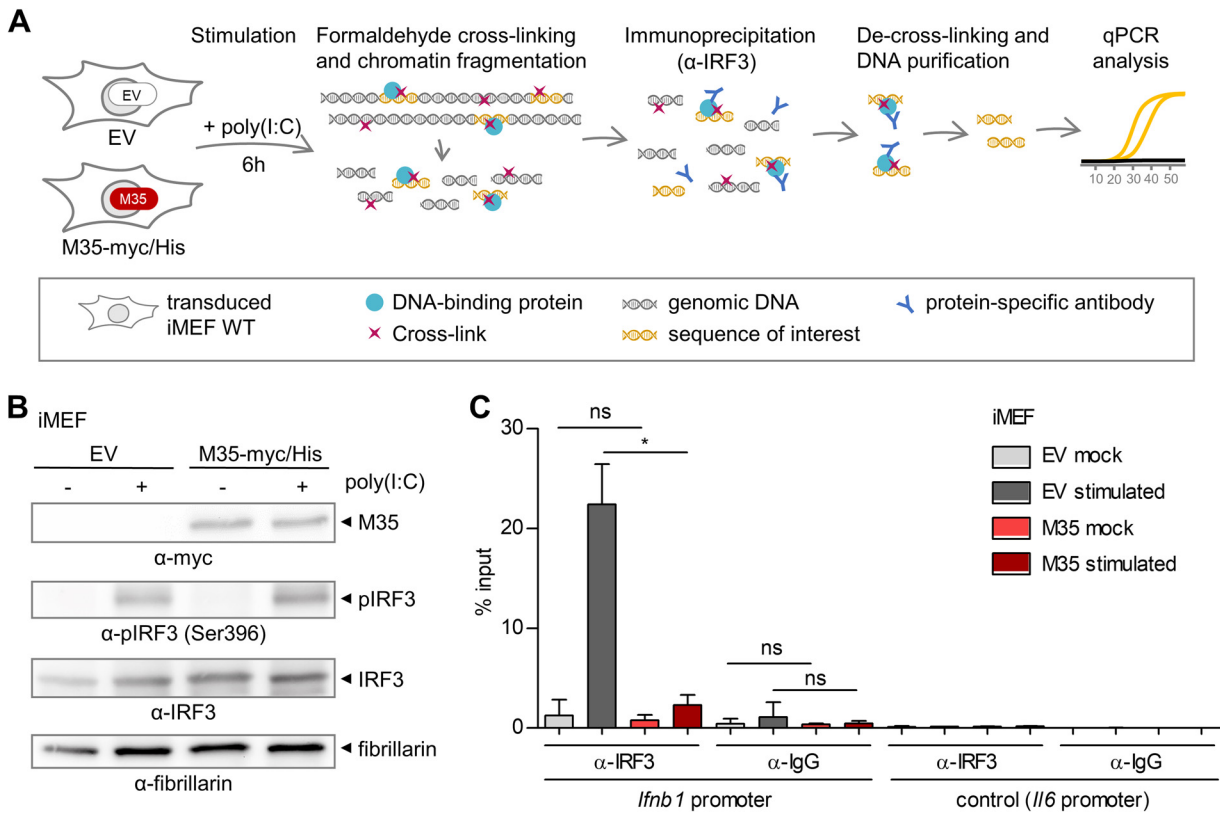 A
Stimulation
Formaldehyde cross-linking
and chromatin fragmentation
Immunoprecipitation
(α-IRF3)
De-cross-linking and
DNA purification
qPCR
analysis
EV
EV
+ poly(I:C)
6h
M35
M35-myc/His
10 20 30 40 50
transduced
iMEF WT
DNA-binding protein
Cross-link
genomic DNA
sequence of interest
protein-specific antibody
B
iMEF
EV
M35-myc/His
- + - + poly(I:C)
M35
α-myc
pIRF3
α-pIRF3 (Ser396)
IRF3
α-IRF3
fibrillarin
α-fibrillarin
C
% input
30
20
10
0
ns
*
ns
ns
iMEF
EV mock
EV stimulated
M35 mock
M35 stimulated
α-IRF3 α-IgG α-IRF3 α-IgG
Ifnb1 promoter control (Il6 promoter)